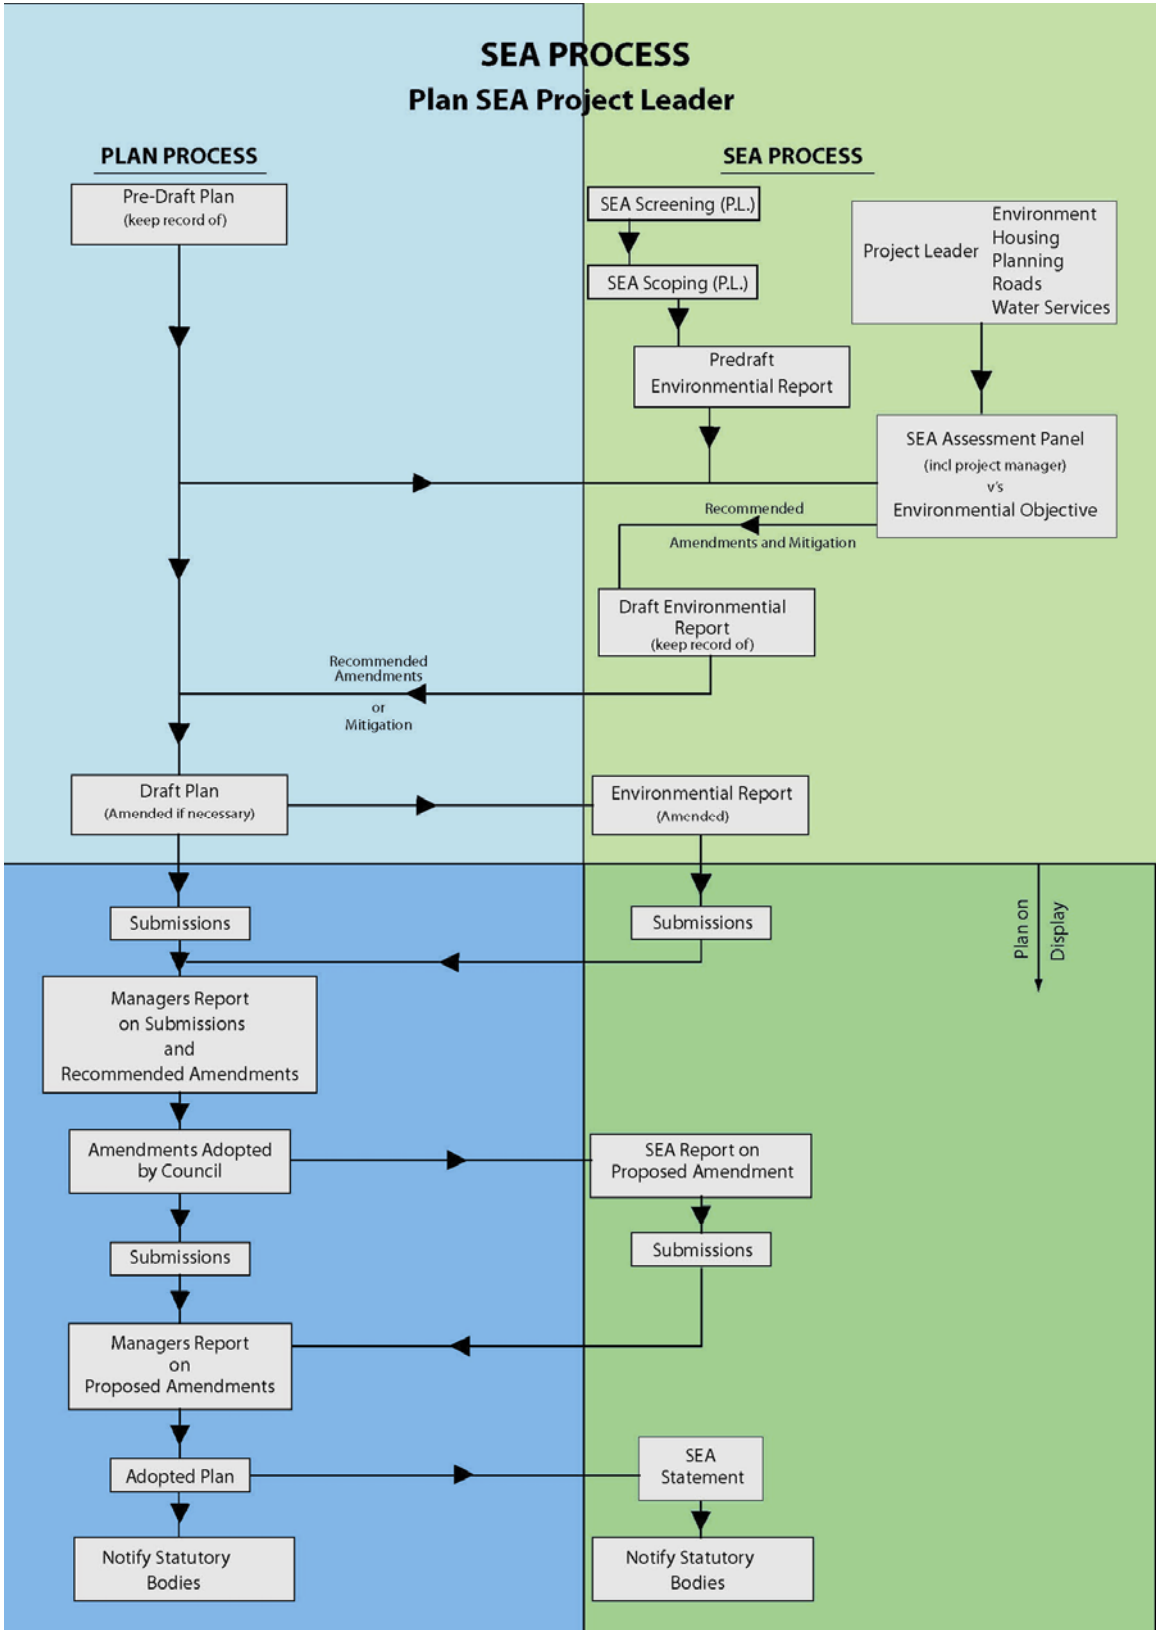 SEA PROCESS
Plan SEA Project Leader
PLAN PROCESS
Pre-Draft Plan
(keep record of)
SEA PROCESS
SEA Screening (P.L.)
SEA Scoping (P.L.)
Predraft
Environmential Report
Project Leader
Environment
Housing
Planning
Roads
Water Services
SEA Assessment Panel
(incl project manager)
v's
Environmential Objective
Recommended
Amendments and Mitigation
Draft Environmential
Report
(keep record of)
Recommended
Amendments
or
Mitigation
Draft Plan
(Amended if necessary)
Environmential Report
(Amended)
Submissions
Submissions
Plan on
Display
Managers Report
on Submissions
and
Recommended Amendments
Amendments Adopted
by Council
SEA Report on
Proposed Amendment
Submissions
Submissions
Managers Report
on
Proposed Amendments
Adopted Plan
SEA
Statement
Notify Statutory
Bodies
Notify Statutory
Bodies